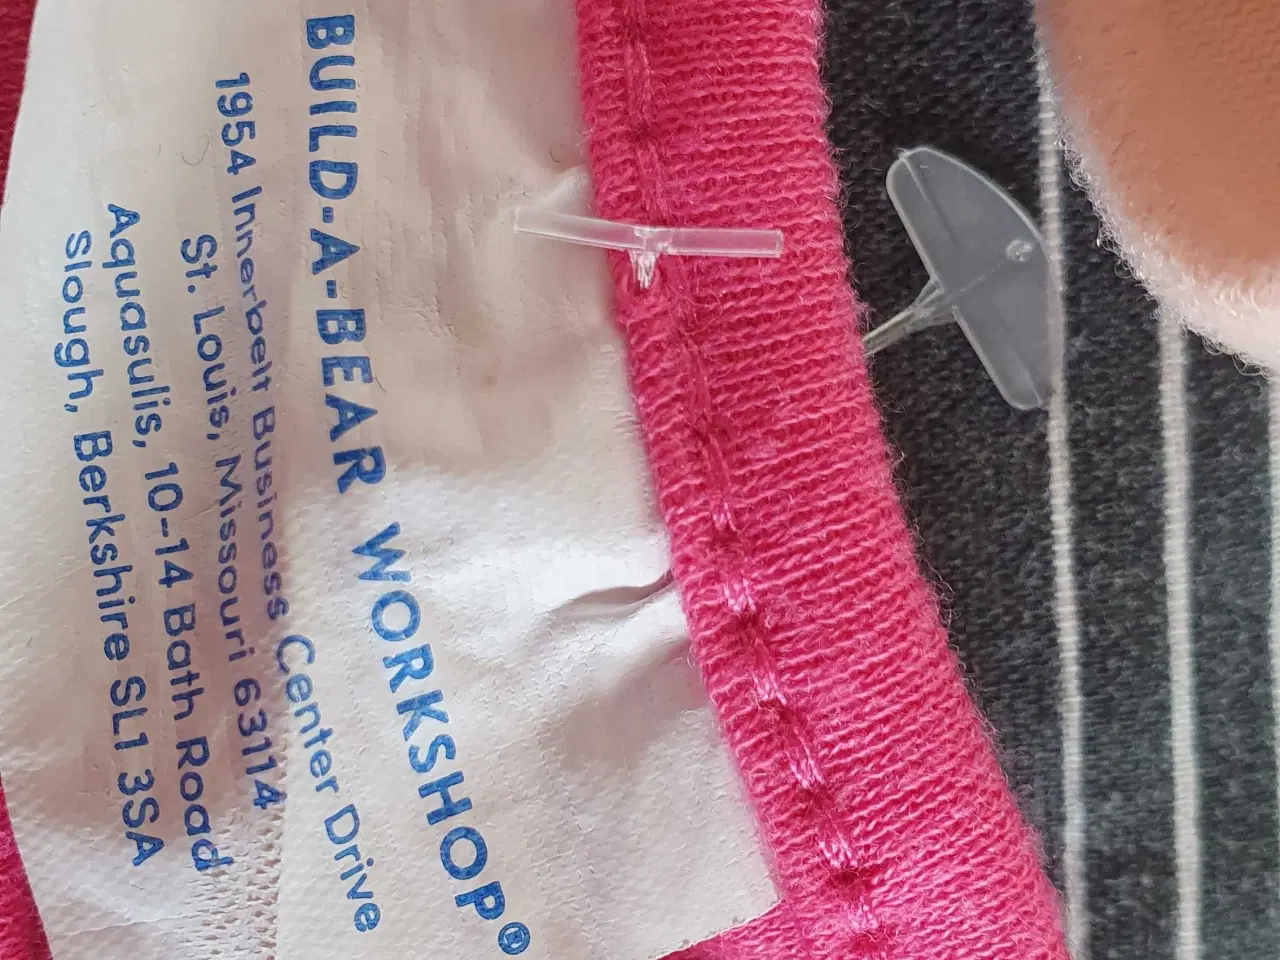 BUILD-A-BEAR WORKSHOP®
1954 Innerbelt Business Center Drive
St. Louis, Missouri 63114
Aquasulis, 10-14 Bath Road
Slough, Berkshire SL1 3SA